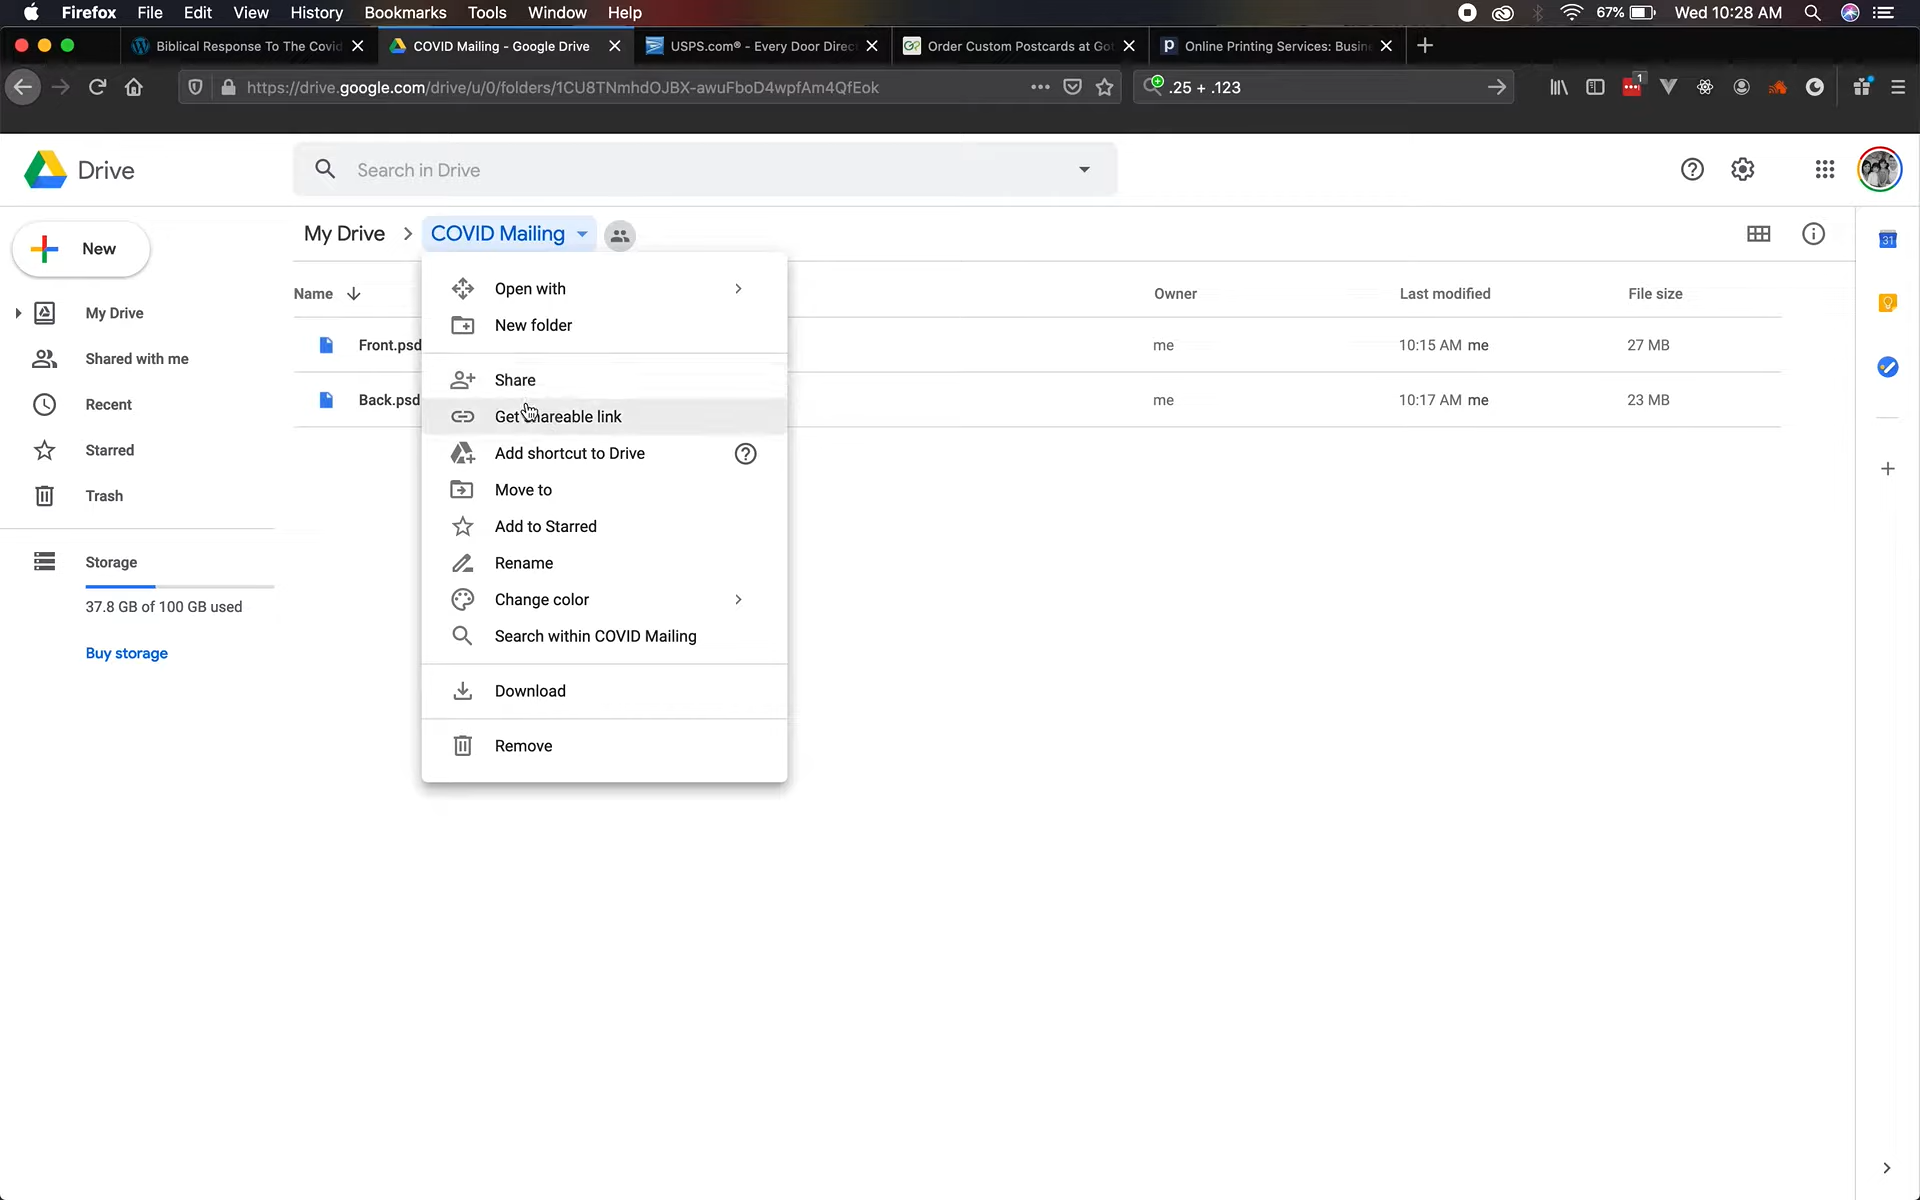 Firefox File Edit View History Bookmarks Tools Window Help 67% Wed 10:28 AM
Biblical Response To The Covid COVID Mailing - Google Drive USPS.com® - Every Door Direc Order Custom Postcards at Got Online Printing Services: Busin
https://drive.google.com/drive/u/0/folders/1CU8TNmhdOJBX-awuFboD4wpfAm4QfEok .25 + .123 1
Drive Search in Drive
My Drive COVID Mailing
New
31
Name Owner Last modified File size
Open with
New folder
My Drive
Front.psd me 10:15 AM me 27 MB
Shared with me
Share
Back.psd me 10:17 AM me 23 MB
Recent
Get shareable link
Starred
Add shortcut to Drive
Trash
Move to
Add to Starred
Storage
Rename
37.8 GB of 100 GB used
Change color
Search within COVID Mailing
Buy storage
Download
Remove